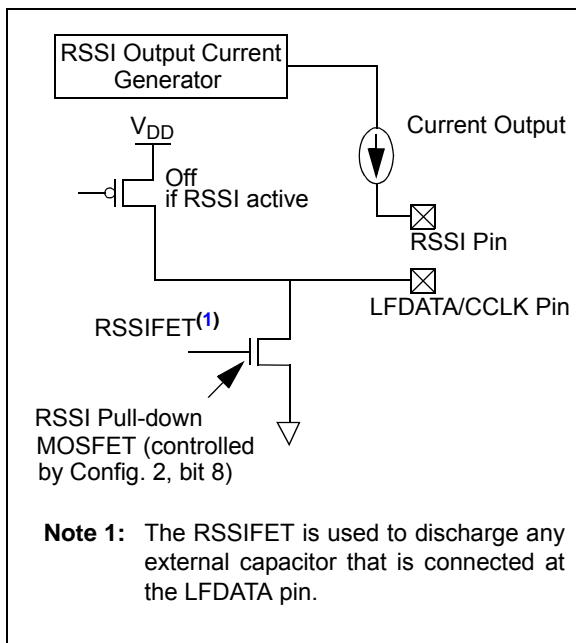 RSSI Output Current
Generator
VDD
Current Output
Off
if RSSI active
RSSI Pin
LFDATA/CCLK Pin
RSSIFET(1)
RSSI Pull-down
MOSFET (controlled
by Config. 2, bit 8)
Note 1: The RSSIFET is used to discharge any
external capacitor that is connected at
the LFDATA pin.